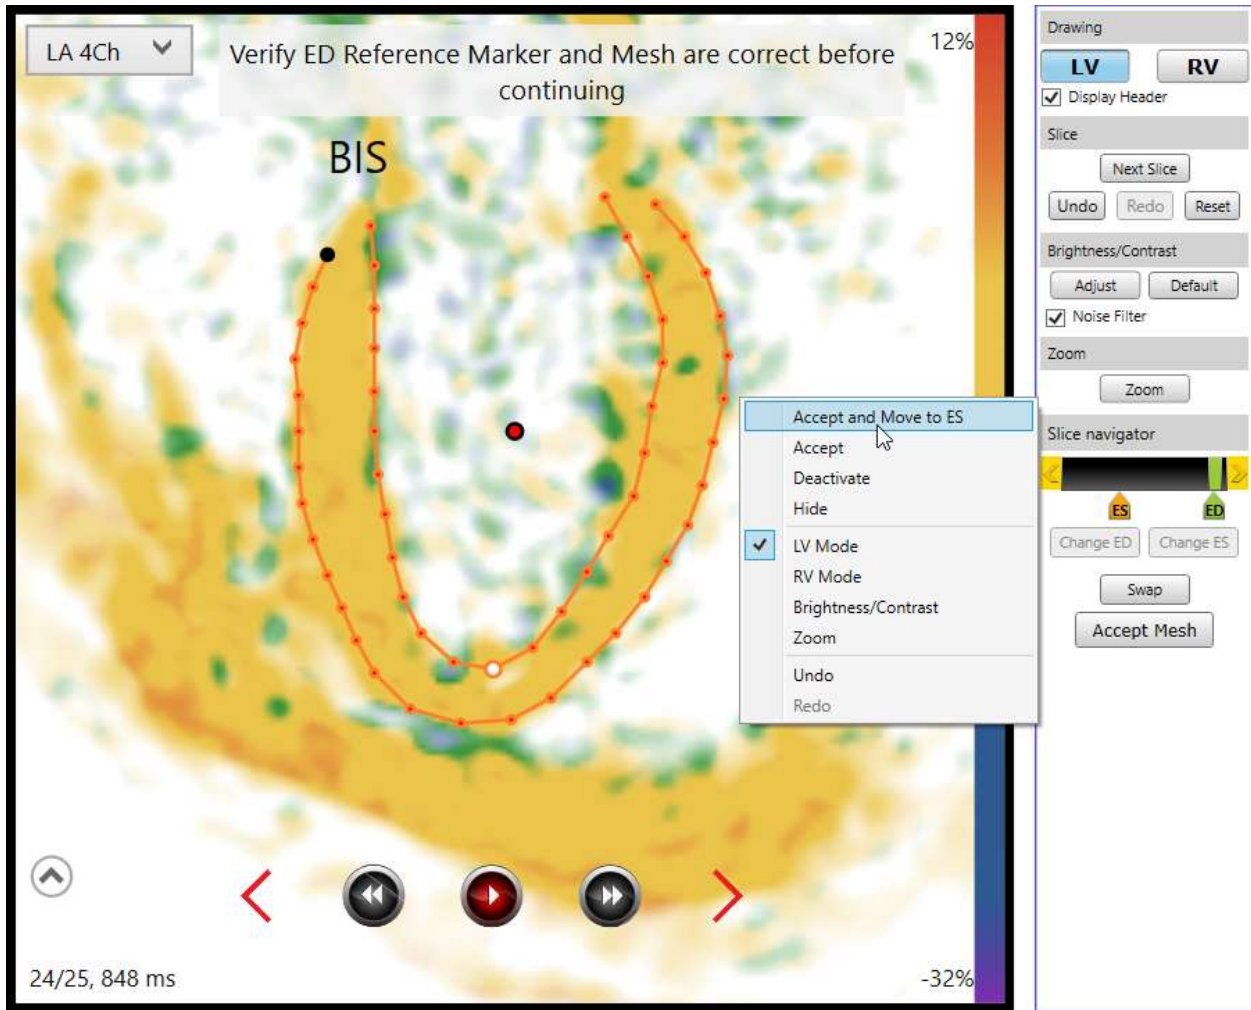 LA 4Ch
Verify ED Reference Marker and Mesh are correct before
continuing
12%
BIS
24/25, 848 ms
-32%
Accept and Move to ES
Accept
Deactivate
Hide
LV Mode
RV Mode
Brightness/Contrast
Zoom
Undo
Redo
Drawing
LV RV
Display Header
Slice
Next Slice
Undo Redo Reset
Brightness/Contrast
Adjust Default
Noise Filter
Zoom
Zoom
Slice navigator
ES ED
Change ED Change ES
Swap
Accept Mesh